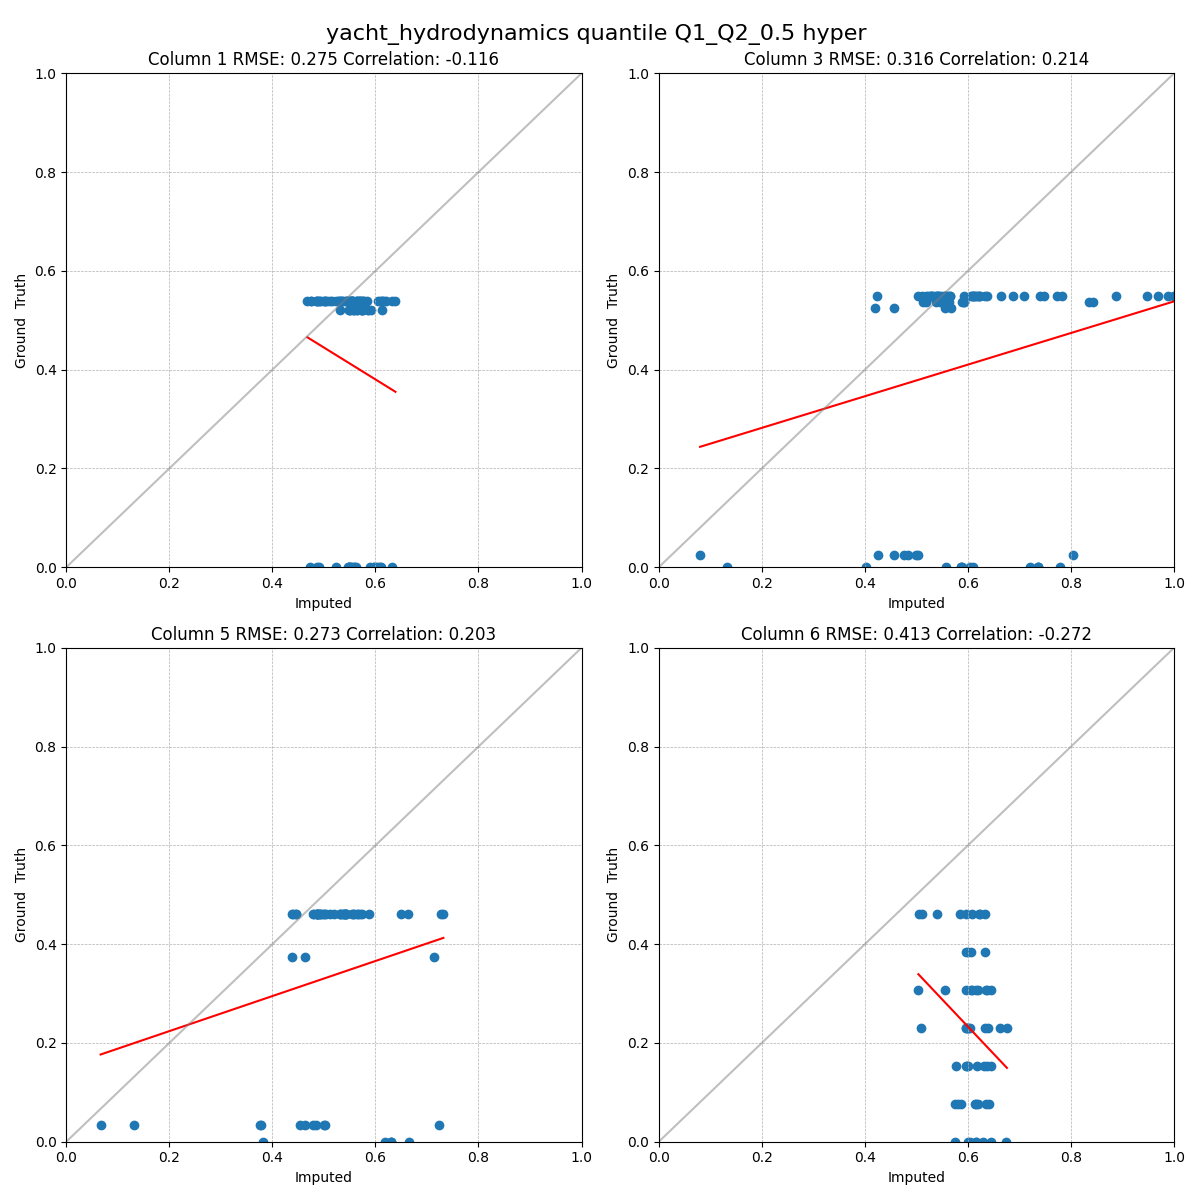 yacht_hydrodynamics quantile Q1_Q2_0.5 hyper
Column 1 RMSE: 0.275 Correlation: -0.116
1.0
0.8
0.6
0.4
0.2
0.0
Ground Truth
0.0 0.2 0.4 0.6 0.8 1.0
Imputed
Column 3 RMSE: 0.316 Correlation: 0.214
1.0
0.8
0.6
0.4
0.2
0.0
Ground Truth
0.0 0.2 0.4 0.6 0.8 1.0
Imputed
Column 5 RMSE: 0.273 Correlation: 0.203
1.0
0.8
0.6
0.4
0.2
0.0
Ground Truth
0.0 0.2 0.4 0.6 0.8 1.0
Imputed
Column 6 RMSE: 0.413 Correlation: -0.272
1.0
0.8
0.6
0.4
0.2
0.0
Ground Truth
0.0 0.2 0.4 0.6 0.8 1.0
Imputed